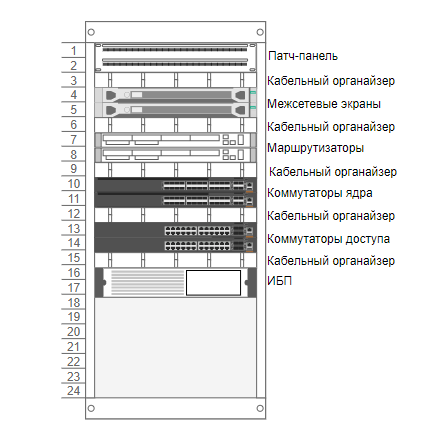 1
Патч-панель
2
3
Кабельный органайзер
4
Межсетевые экраны
5
6
Кабельный органайзер
7
Маршрутизаторы
8
9
Кабельный органайзер
10
Коммутаторы ядра
11
12
Кабельный органайзер
13
Коммутаторы доступа
14
15
Кабельный органайзер
16
ИБП
17
18
19
20
21
22
23
24